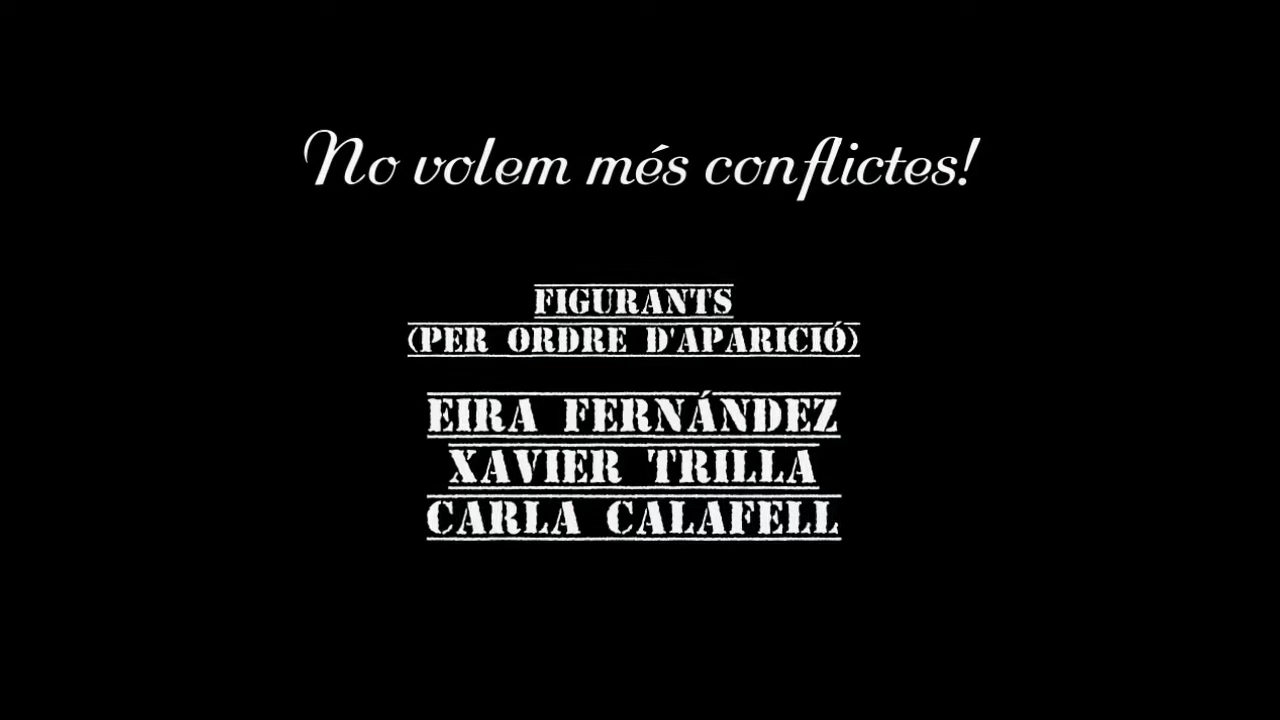 No volem més conflictes!
FIGURANTS
(PER ORDRE D'APARICIÓ)
EIRA FERNÁNDEZ
XAVIER TRILLA
CARLA CALAFELL